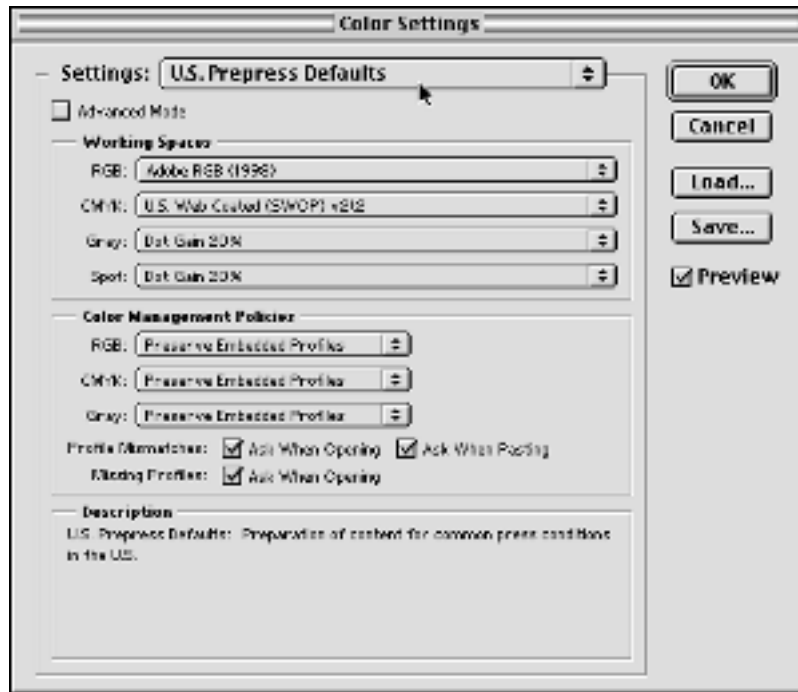 Color Settings
Settings: U.S. Prepress Defaults
OK
Advanced Mode
Cancel
Working Spaces
RGB: Adobe RGB (1998)
Load...
CMYK: U.S. Web Coated (SWOP) v2
Save...
Gray: Dot Gain 20%
Spot: Dot Gain 20%
Preview
Color Management Policies
RGB: Preserve Embedded Profiles
CMYK: Preserve Embedded Profiles
Gray: Preserve Embedded Profiles
Profile Mismatches: Ask When Opening Ask When Pasting
Missing Profiles: Ask When Opening
Description
U.S. Prepress Defaults: Preparation of content for common press conditions
in the U.S.